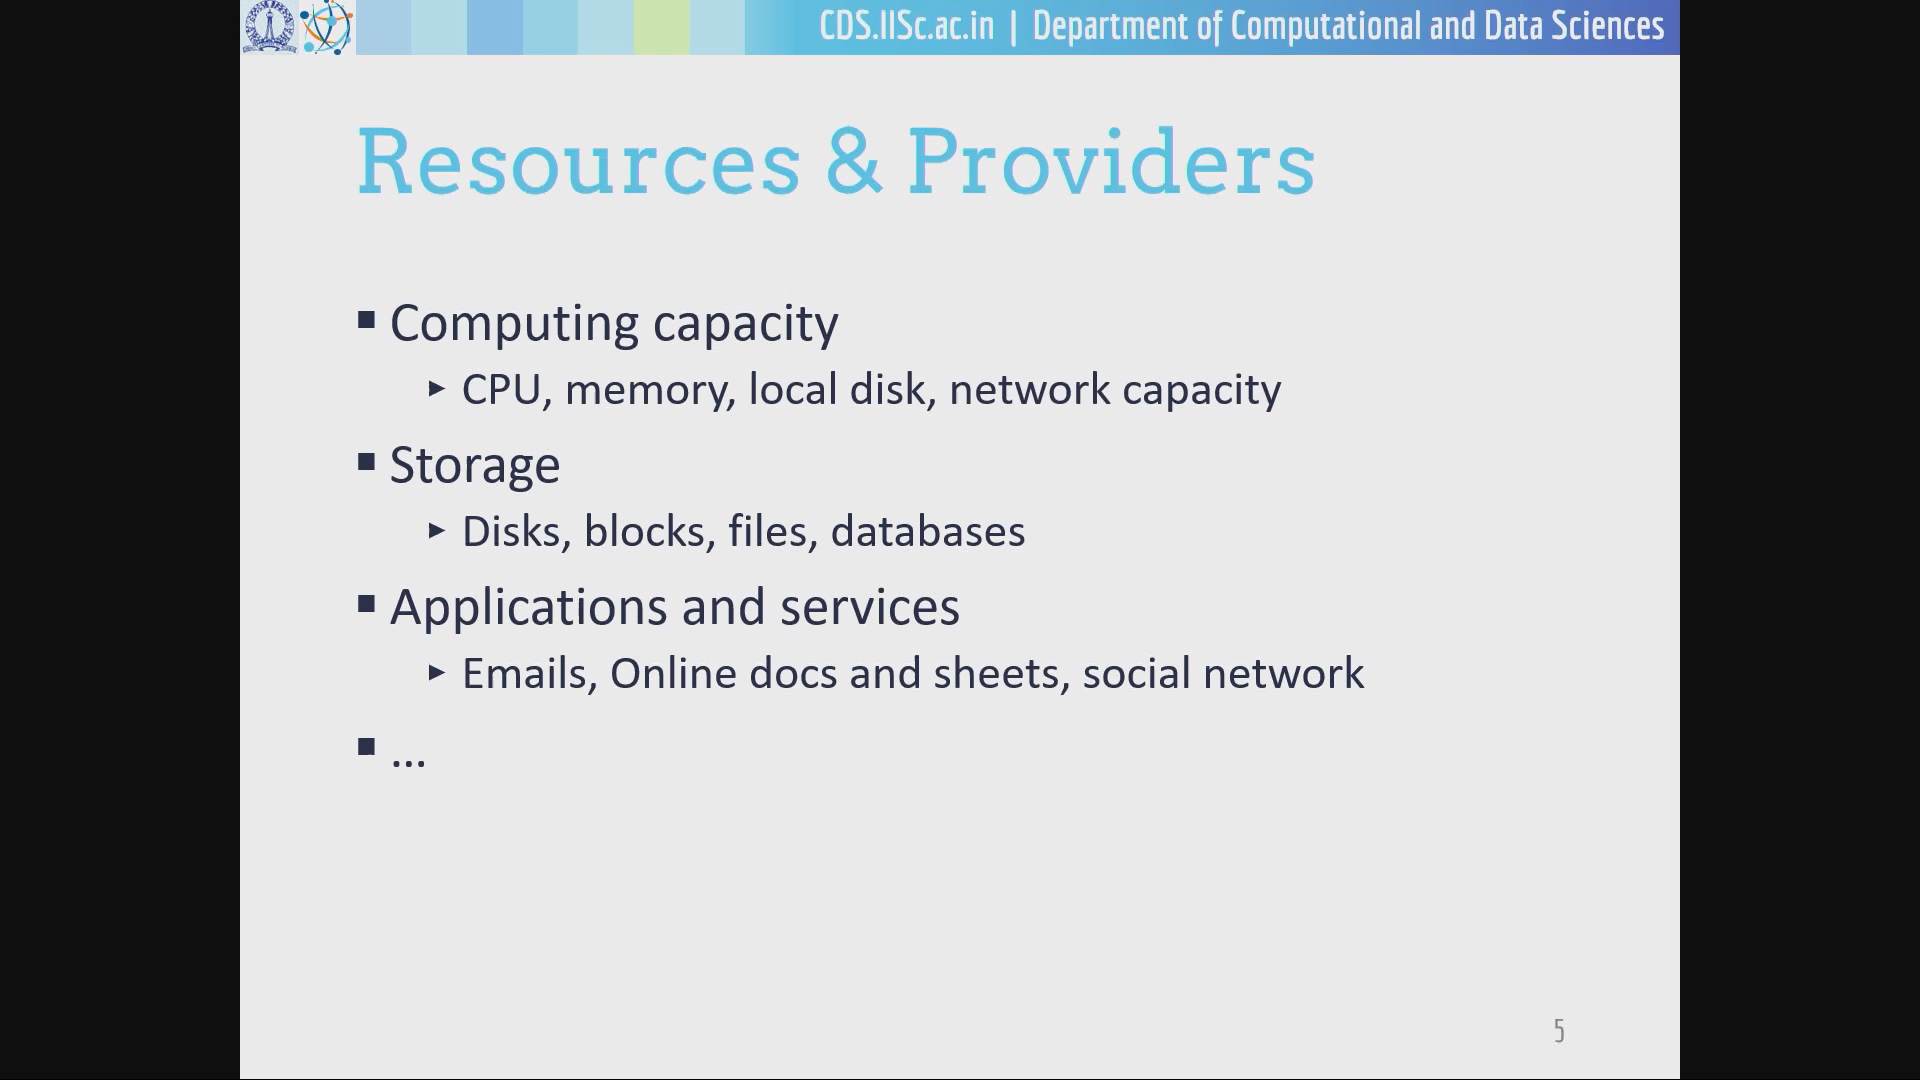 CDS.IISc.ac.in | Department of Computational and Data Sciences
Resources & Providers
▪ Computing capacity
▸ CPU, memory, local disk, network capacity
▪ Storage
▸ Disks, blocks, files, databases
▪ Applications and services
▸ Emails, Online docs and sheets, social network
▪ ...
5